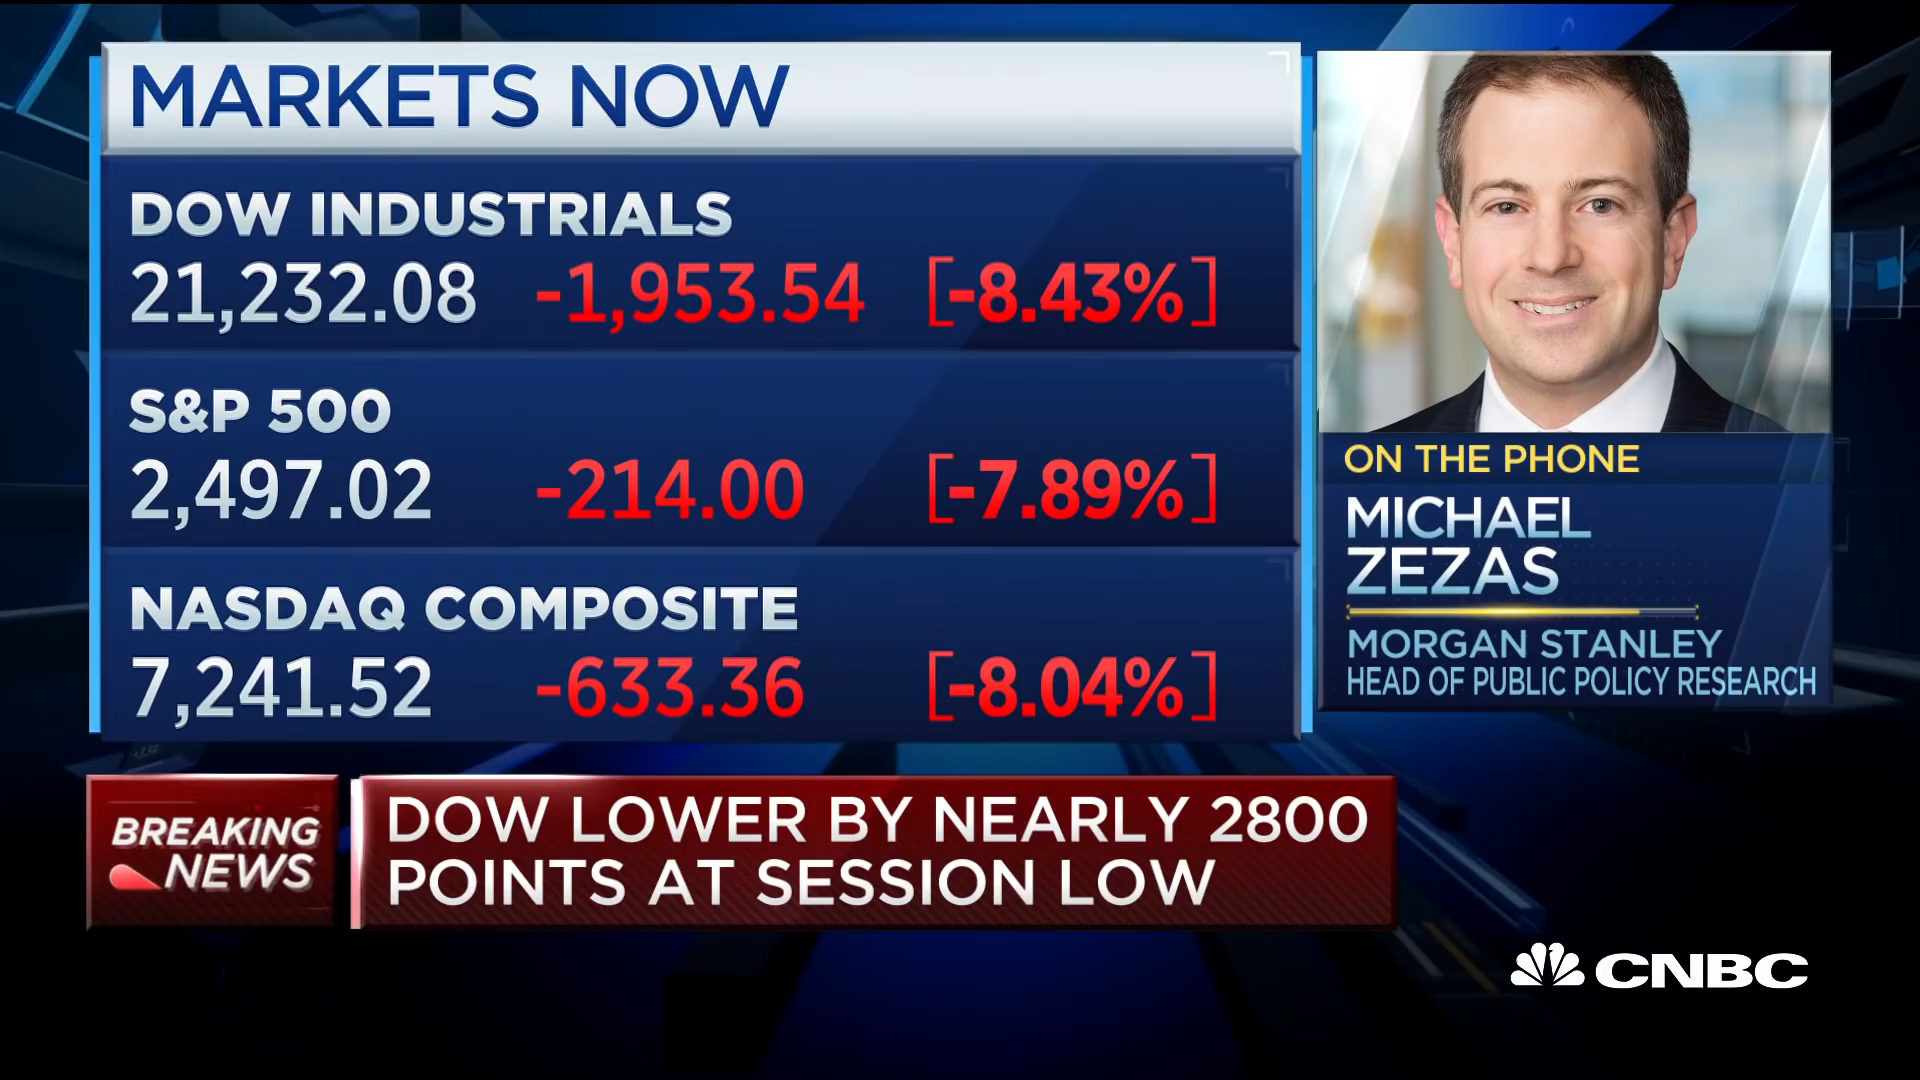 MARKETS NOW
DOW INDUSTRIALS
21,232.08 -1,953.54 [-8.43%]
S&P 500
2,497.02 -214.00 [-7.89%]
NASDAQ COMPOSITE
7,241.52 -633.36 [-8.04%]
ON THE PHONE
MICHAEL
ZEZAS
MORGAN STANLEY
HEAD OF PUBLIC POLICY RESEARCH
BREAKING
NEWS
DOW LOWER BY NEARLY 2800
POINTS AT SESSION LOW
CNBC